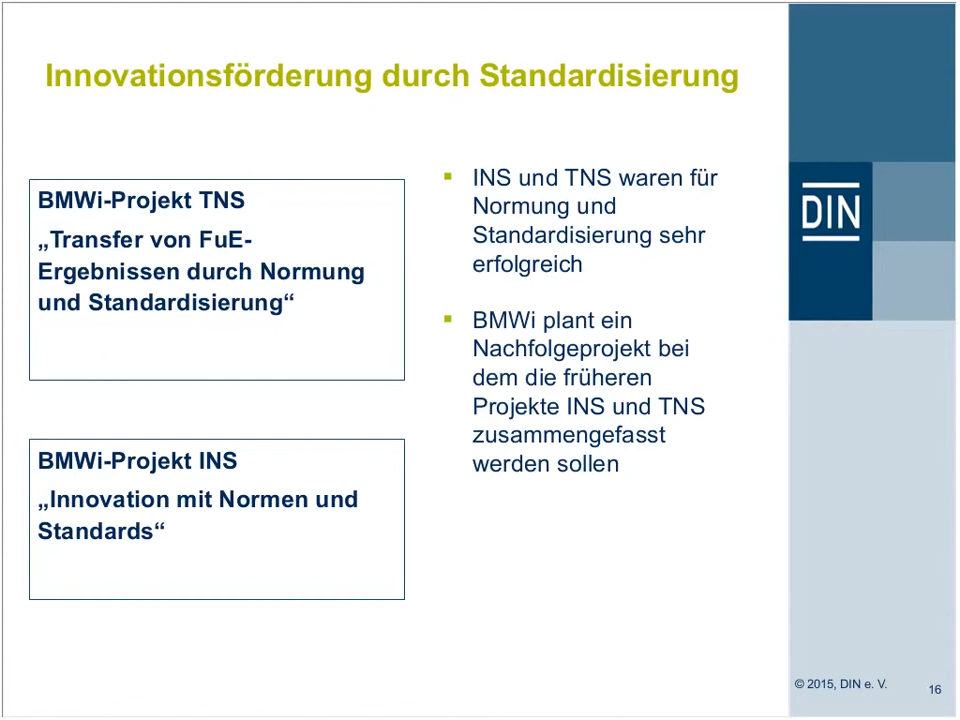 Innovationsförderung durch Standardisierung
BMWi-Projekt TNS
„Transfer von FuE-
Ergebnissen durch Normung
und Standardisierung“
BMWi-Projekt INS
„Innovation mit Normen und
Standards“
▪ INS und TNS waren für
Normung und
Standardisierung sehr
erfolgreich
▪ BMWi plant ein
Nachfolgeprojekt bei
dem die früheren
Projekte INS und TNS
zusammengefasst
werden sollen
DIN
© 2015, DIN e. V.
16